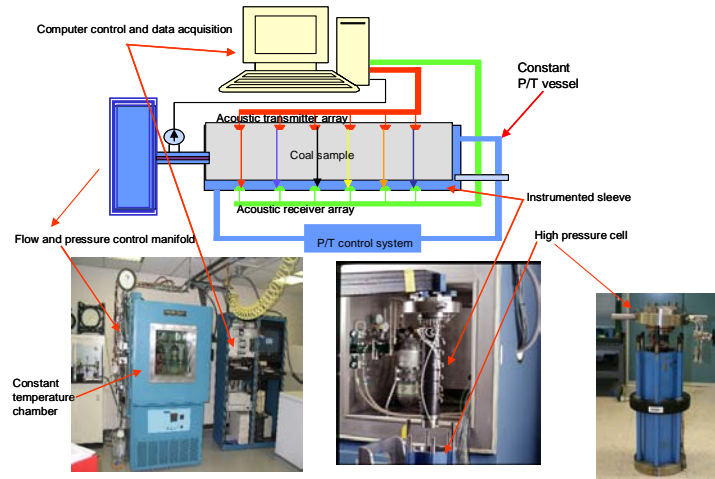 Computer control and data acquisition
Constant
P/T vessel
Acoustic transmitter array
Coal sample
Instrumented sleeve
Acoustic receiver array
High pressure cell
Flow and pressure control manifold
P/T control system
Constant
temperature
chamber